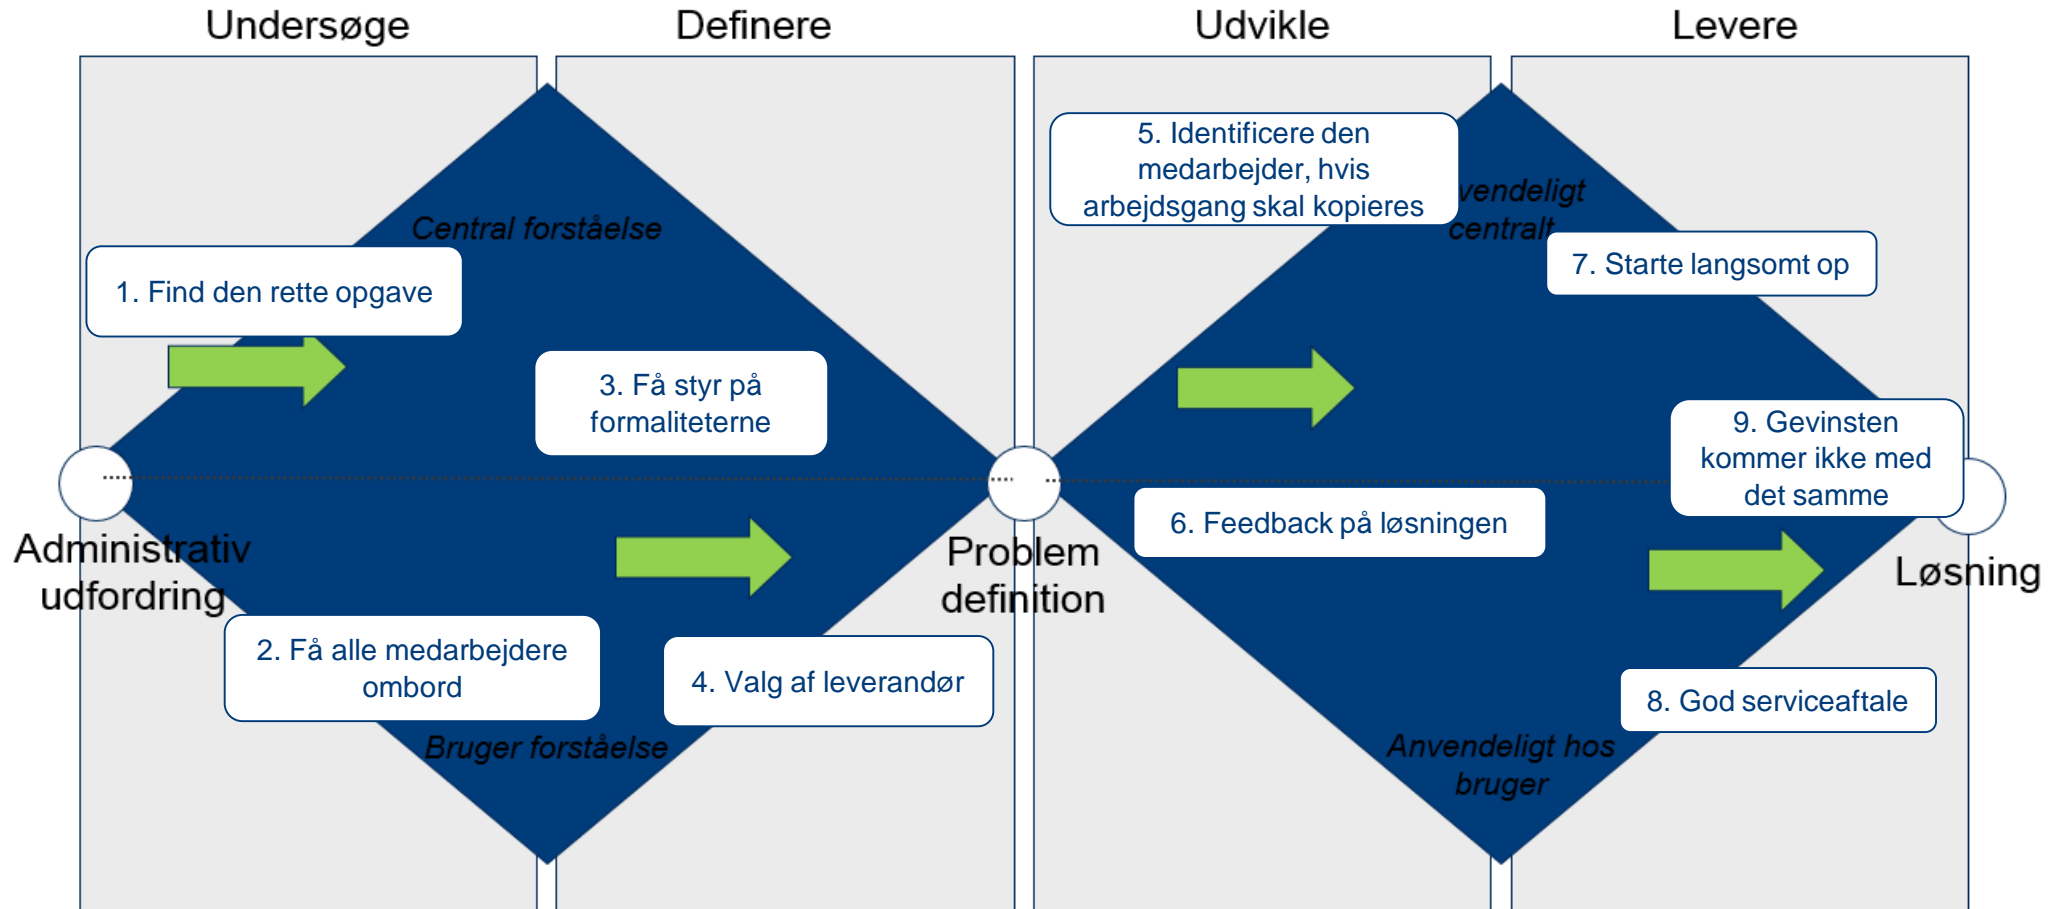 Undersøge
Definere
Udvikle
Levere
Central forståelse
1. Find den rette opgave
3. Få styr på
formaliteterne
Administrativ
udfordring
2. Få alle medarbejdere
ombord
4. Valg af leverandør
Bruger forståelse
Problem
definition
5. Identificere den
medarbejder, hvis
arbejdsgang skal kopieres
vendeligt
centralt
7. Starte langsomt op
6. Feedback på løsningen
9. Gevinsten
kommer ikke med
det samme
Løsning
8. God serviceaftale
Anvendeligt hos
bruger